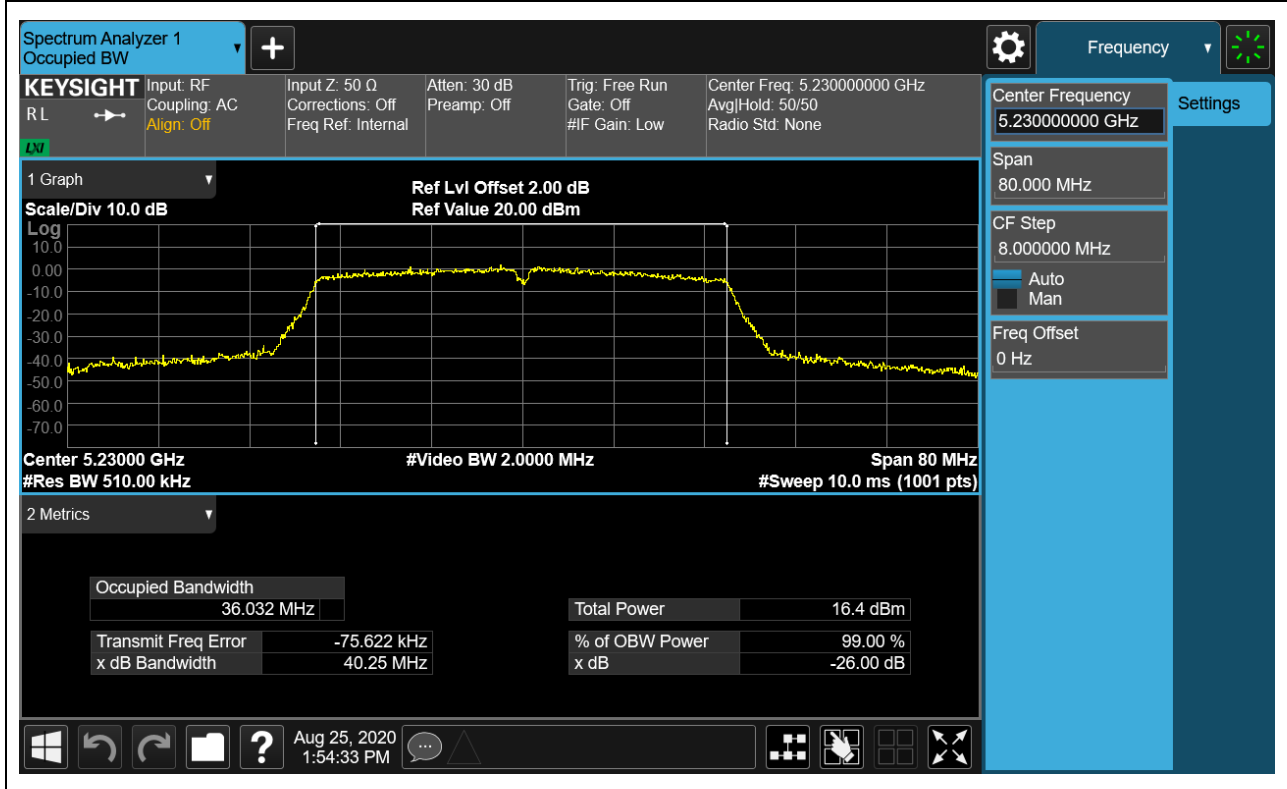 Spectrum Analyzer 1
Occupied BW
Frequency
KEYSIGHT
R L
LXI
Input: RF
Coupling: AC
Align: Off
Input Z: 50 Ω
Corrections: Off
Freq Ref: Internal
Atten: 30 dB
Preamp: Off
Trig: Free Run
Gate: Off
#IF Gain: Low
Center Freq: 5.230000000 GHz
Avg|Hold: 50/50
Radio Std: None
Center Frequency
5.230000000 GHz
Settings
Span
80.000 MHz
CF Step
8.000000 MHz
Auto
Man
Freq Offset
0 Hz
1 Graph
Scale/Div 10.0 dB
Ref Lvl Offset 2.00 dB
Ref Value 20.00 dBm
Log
10.0
0.00
-10.0
-20.0
-30.0
-40.0
-50.0
-60.0
-70.0
Center 5.23000 GHz
#Video BW 2.0000 MHz
Span 80 MHz
#Res BW 510.00 kHz
#Sweep 10.0 ms (1001 pts)
2 Metrics
Occupied Bandwidth
36.032 MHz
Total Power 16.4 dBm
Transmit Freq Error -75.622 kHz
% of OBW Power 99.00 %
x dB Bandwidth 40.25 MHz
x dB -26.00 dB
?
Aug 25, 2020
1:54:33 PM